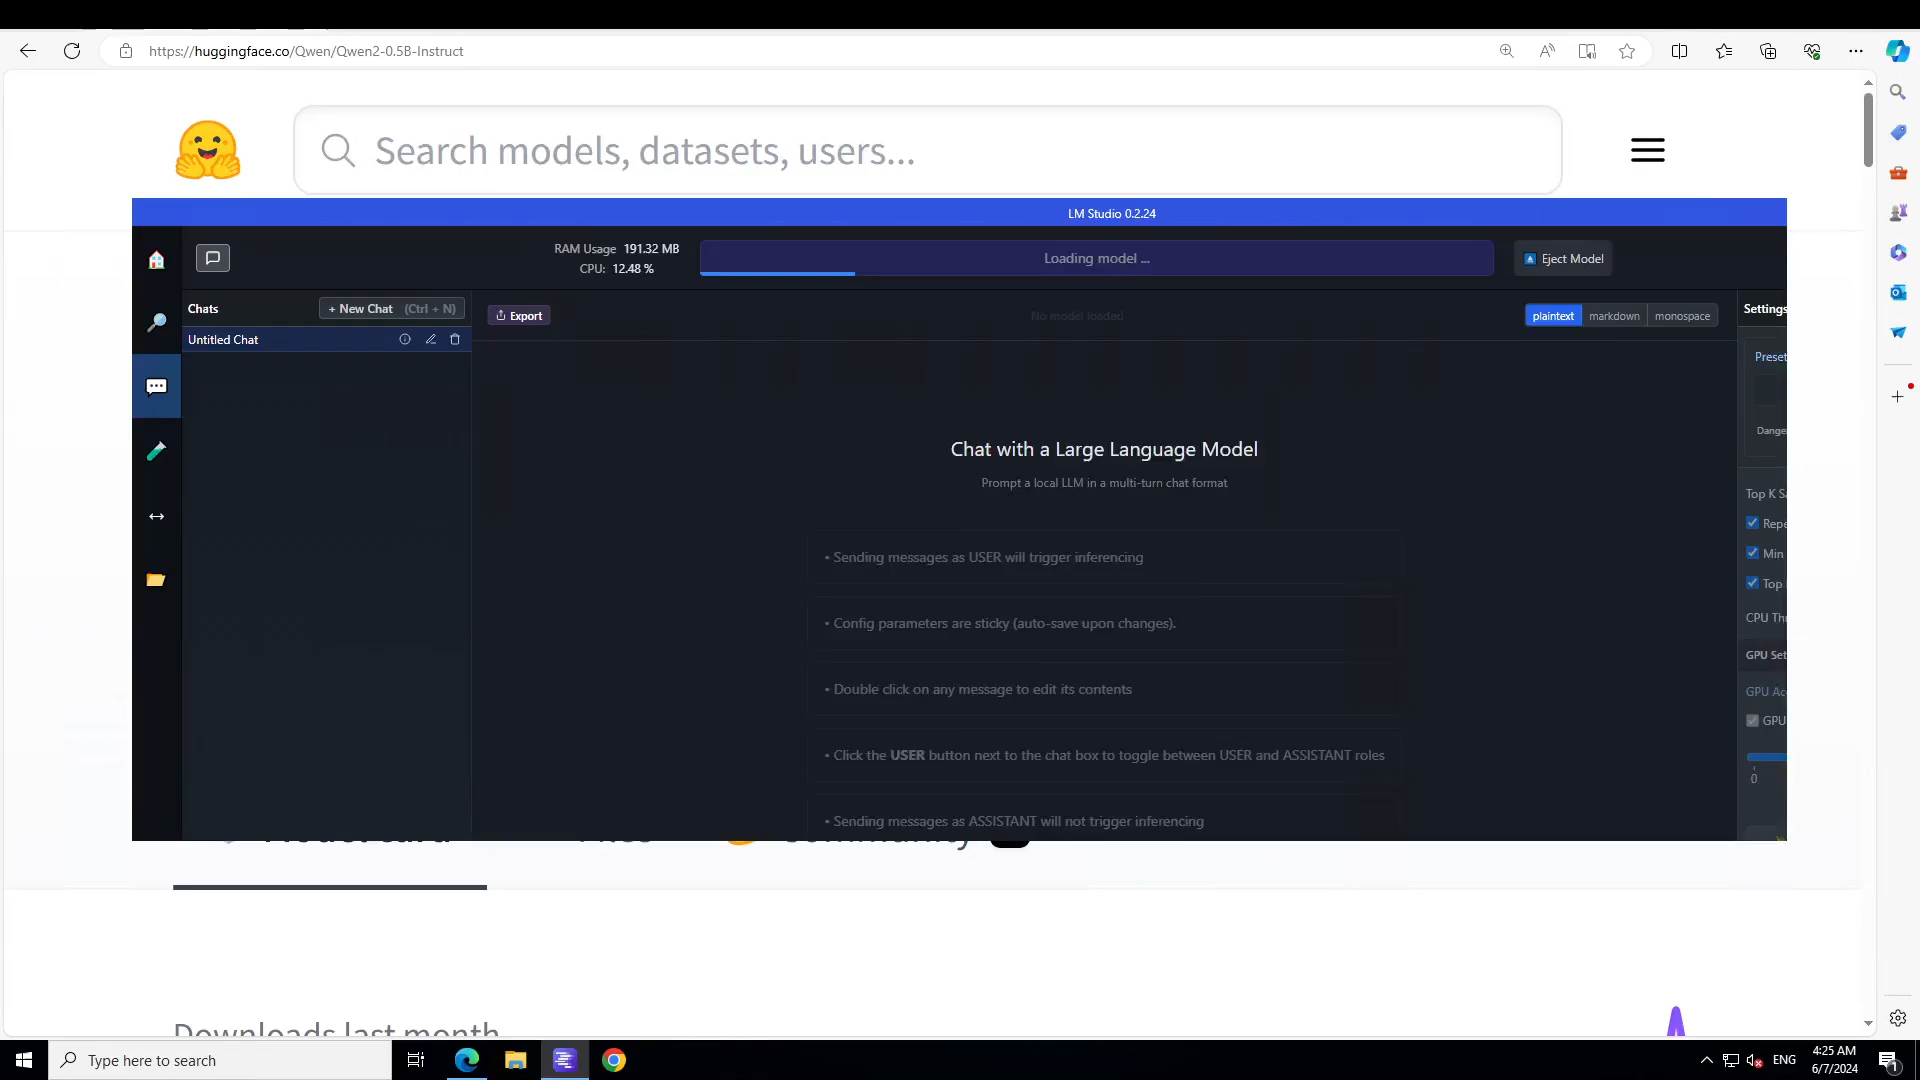 https://huggingface.co/Qwen/Qwen2-0.5B-Instruct
Search models, datasets, users...
LM Studio 0.2.24
RAM Usage 191.32 MB
CPU: 12.48 %
Loading model ...
Eject Model
Chats
+ New Chat (Ctrl + N)
Export
No model loaded
plaintext
markdown
monospace
Settings
Untitled Chat
Preset
Chat with a Large Language Model
Prompt a local LLM in a multi-turn chat format
• Sending messages as USER will trigger inferencing
• Config parameters are sticky (auto-save upon changes).
• Double click on any message to edit its contents
• Click the USER button next to the chat box to toggle between USER and ASSISTANT roles
• Sending messages as ASSISTANT will not trigger inferencing
Top K
Min
Top
CPU
GPU
GPU
GPU
0
Downloads last month
Type here to search
ENG
4:25 AM
6/7/2024
1